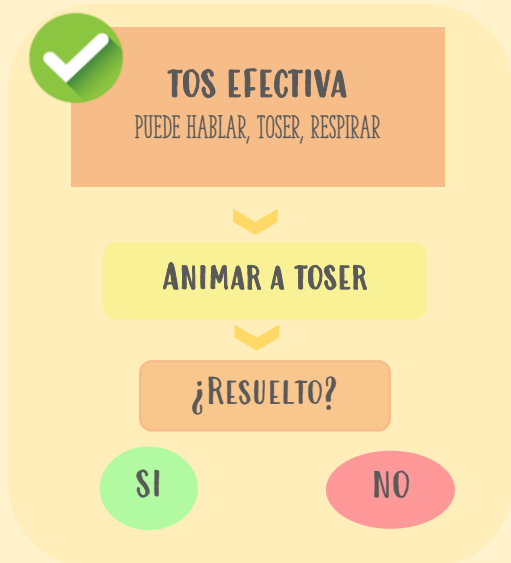 TOS EFECTIVA
PUEDE HABLAR, TOSER, RESPIRAR
ANIMAR A TOSER
¿RESUELTO?
SI
NO